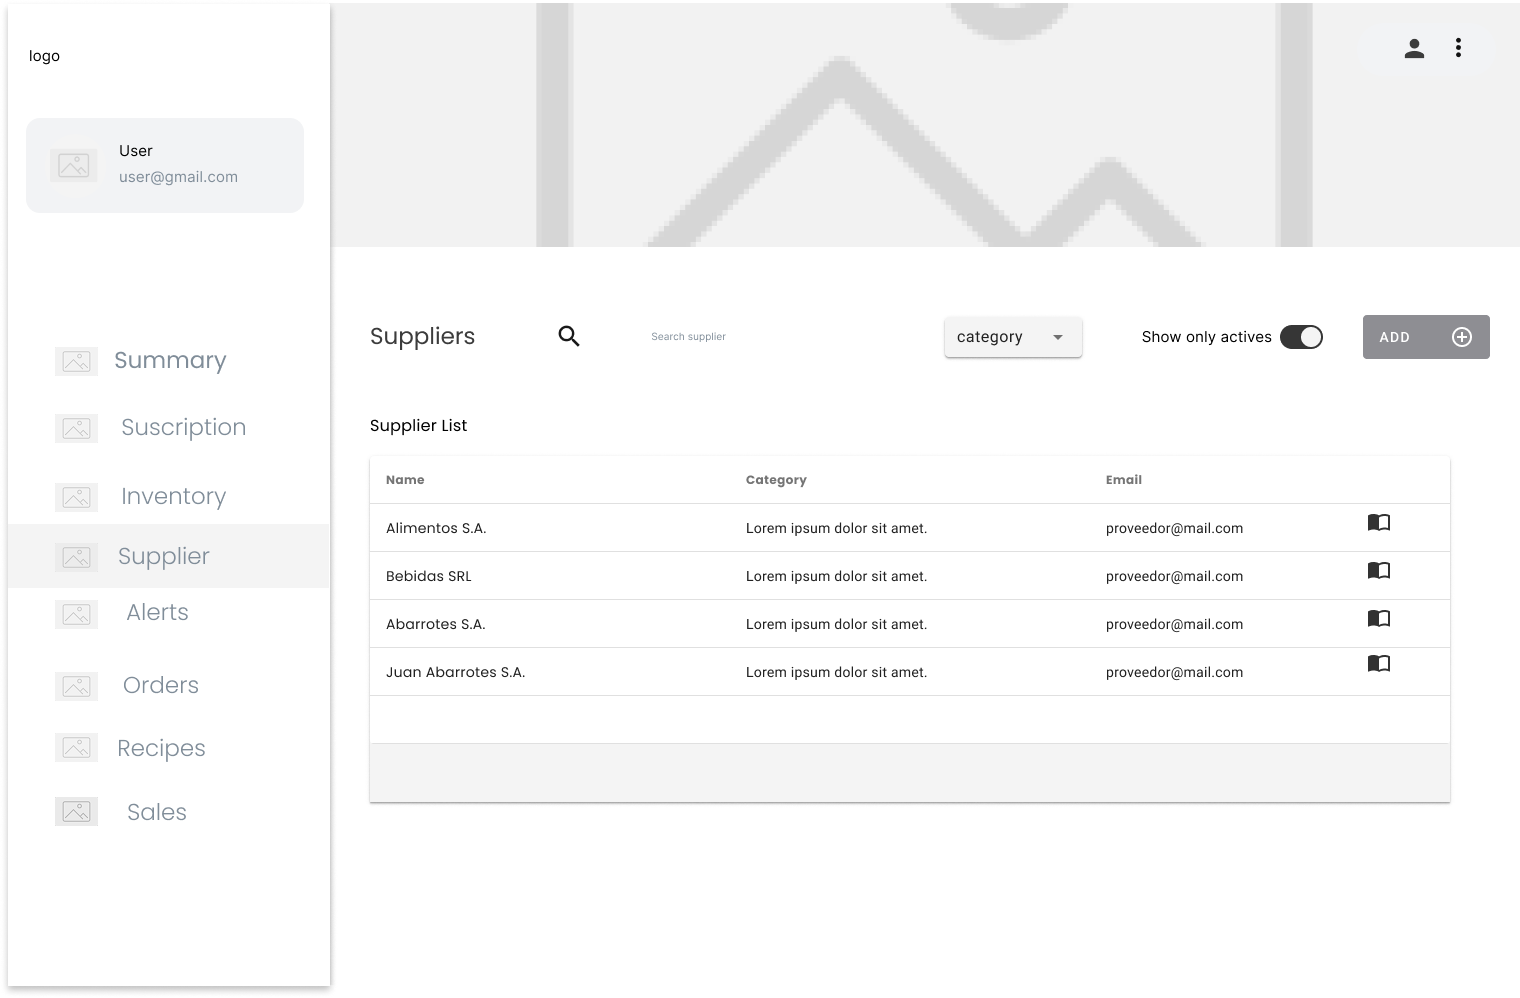 logo
User
user@gmail.com
Summary
Suscription
Inventory
Supplier
Alerts
Orders
Recipes
Sales
Suppliers
Search supplier
category
Show only actives
ADD
Supplier List
Name Category Email
Alimentos S.A. Lorem ipsum dolor sit amet. proveedor@mail.com
Bebidas SRL Lorem ipsum dolor sit amet. proveedor@mail.com
Abarrotes S.A. Lorem ipsum dolor sit amet. proveedor@mail.com
Juan Abarrotes S.A. Lorem ipsum dolor sit amet. proveedor@mail.com